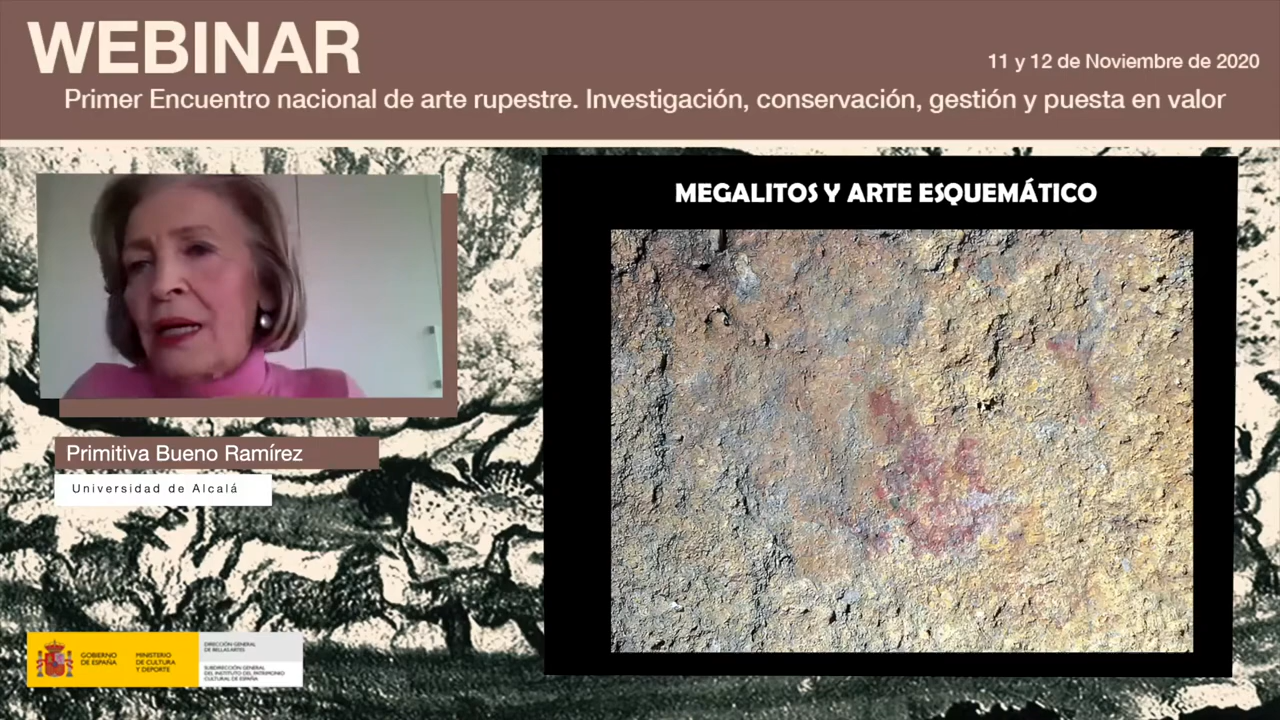 WEBINAR
11 y 12 de Noviembre de 2020
Primer Encuentro nacional de arte rupestre. Investigación, conservación, gestión y puesta en valor
MEGALITOS Y ARTE ESQUEMÁTICO
Primitiva Bueno Ramírez
Universidad de Alcalá
GOBIERNO
DE ESPAÑA
MINISTERIO
DE CULTURA
Y DEPORTE
DIRECCIÓN GENERAL
DE BELLAS ARTES
SUBDIRECCIÓN GENERAL
DEL INSTITUTO DEL PATRIMONIO
CULTURAL DE ESPAÑA